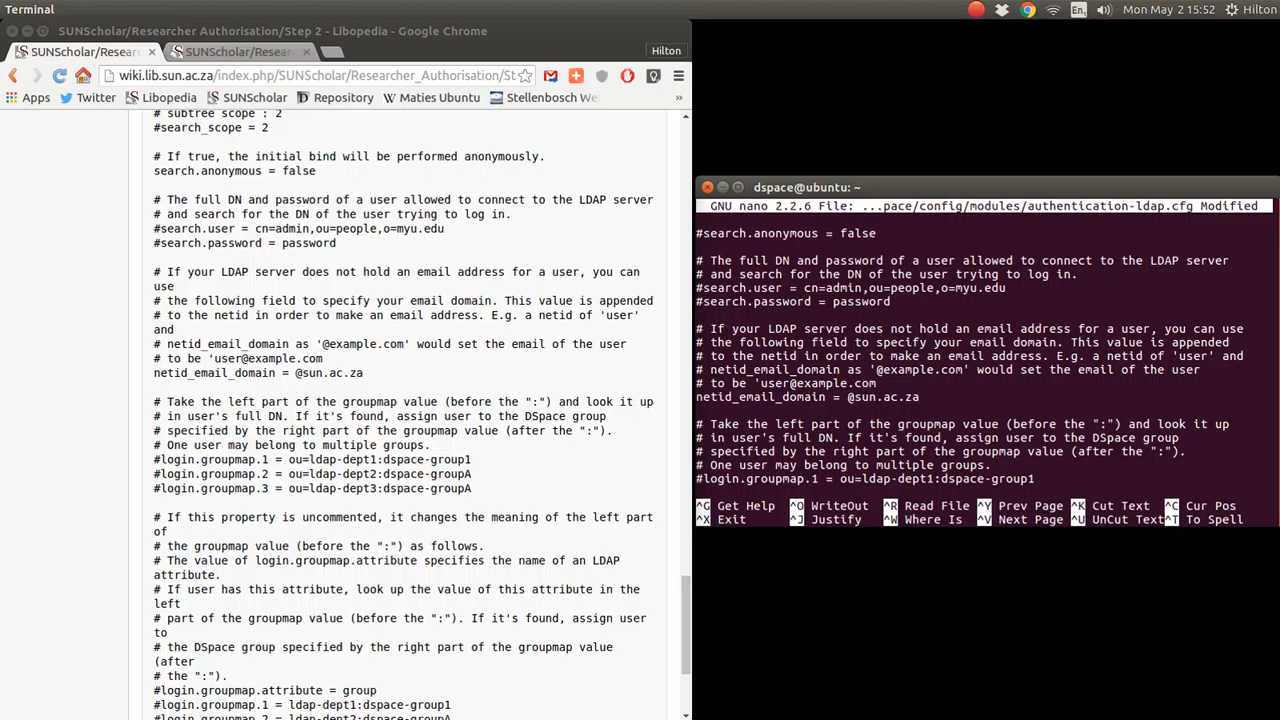 Terminal
En
Mon May 2 15:52
Hilton
SUNScholar/Researcher Authorisation/Step 2 - Libopedia - Google Chrome
SUNScholar/Resear
SUNScholar/Resear
Hilton
wiki.lib.sun.ac.za/index.php/SUNScholar/Researcher_Authorisation/St
Apps
Twitter
Libopedia
SUNScholar
Repository
Maties Ubuntu
Stellenbosch We
»
# subtree scope : 2
#search_scope = 2
# If true, the initial bind will be performed anonymously.
search.anonymous = false
# The full DN and password of a user allowed to connect to the LDAP server
# and search for the DN of the user trying to log in.
#search.user = cn=admin,ou=people,o=myu.edu
#search.password = password
# If your LDAP server does not hold an email address for a user, you can
use
# the following field to specify your email domain. This value is appended
# to the netid in order to make an email address. E.g. a netid of 'user'
and
# netid_email_domain as '@example.com' would set the email of the user
# to be 'user@example.com
netid_email_domain = @sun.ac.za
# Take the left part of the groupmap value (before the ":") and look it up
# in user's full DN. If it's found, assign user to the DSpace group
# specified by the right part of the groupmap value (after the ":").
# One user may belong to multiple groups.
#login.groupmap.1 = ou=ldap-dept1:dspace-group1
#login.groupmap.2 = ou=ldap-dept2:dspace-groupA
#login.groupmap.3 = ou=ldap-dept3:dspace-groupA
# If this property is uncommented, it changes the meaning of the left part
of
# the groupmap value (before the ":") as follows.
# The value of login.groupmap.attribute specifies the name of an LDAP
attribute.
# If user has this attribute, look up the value of this attribute in the
left
# part of the groupmap value (before the ":"). If it's found, assign user
to
# the DSpace group specified by the right part of the groupmap value
(after
# the ":").
#login.groupmap.attribute = group
#login.groupmap.1 = ldap-dept1:dspace-group1
#login.groupmap.2 = ldap-dept2:dspace-groupA
dspace@ubuntu: ~
GNU nano 2.2.6 File: ...pace/config/modules/authentication-ldap.cfg Modified
#search.anonymous = false
# The full DN and password of a user allowed to connect to the LDAP server
# and search for the DN of the user trying to log in.
#search.user = cn=admin,ou=people,o=myu.edu
#search.password = password
# If your LDAP server does not hold an email address for a user, you can use
# the following field to specify your email domain. This value is appended
# to the netid in order to make an email address. E.g. a netid of 'user' and
# netid_email_domain as '@example.com' would set the email of the user
# to be 'user@example.com
netid_email_domain = @sun.ac.za
# Take the left part of the groupmap value (before the ":") and look it up
# in user's full DN. If it's found, assign user to the DSpace group
# specified by the right part of the groupmap value (after the ":").
# One user may belong to multiple groups.
#login.groupmap.1 = ou=ldap-dept1:dspace-group1
^G Get Help ^O WriteOut ^R Read File ^Y Prev Page ^K Cut Text ^C Cur Pos
^X Exit ^J Justify ^W Where Is ^V Next Page ^U UnCut Text ^T To Spell